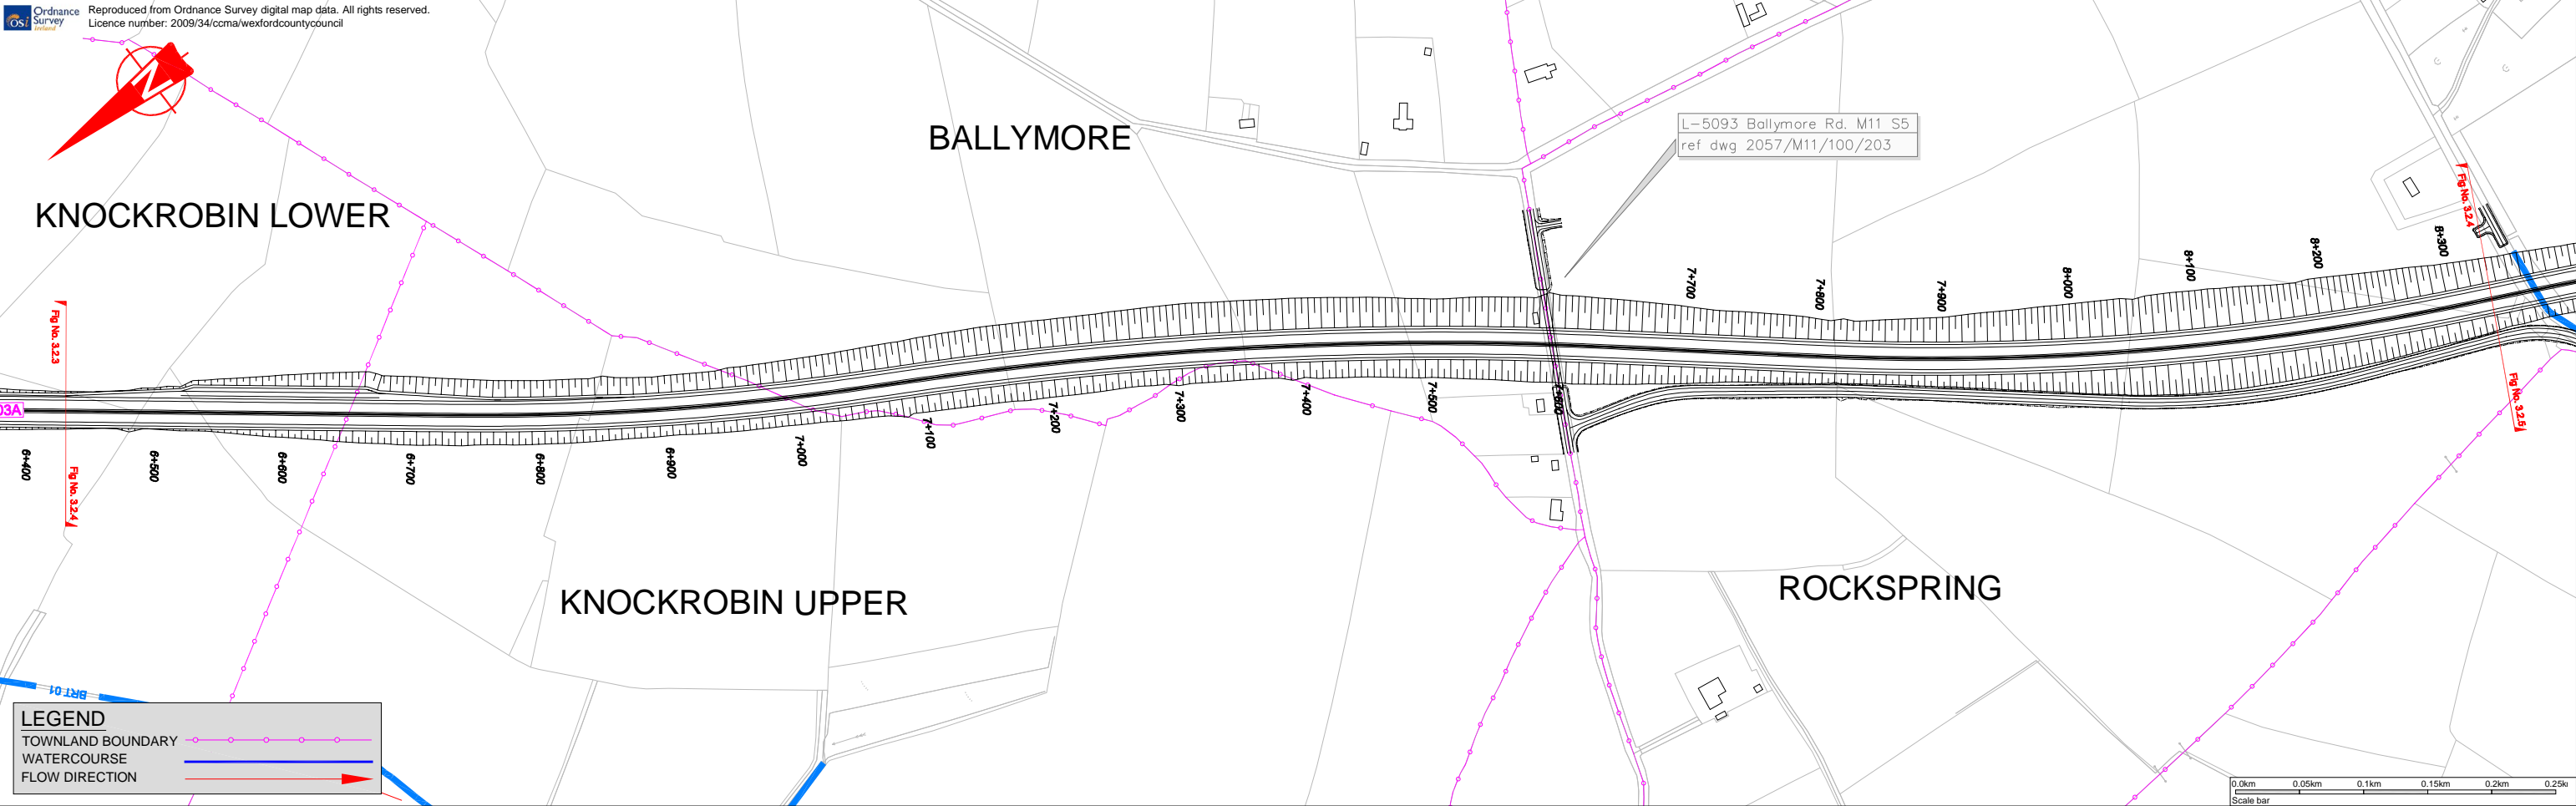 Ordnance
Survey
Ireland
OSi
Reproduced from Ordnance Survey digital map data. All rights reserved.
Licence number: 2009/34/ccma/wexfordcountycouncil
N
KNOCKROBIN LOWER
BALLYMORE
L-5093 Ballymore Rd. M11 S5
ref dwg 2057/M11/100/203
Fig No. 3.2.3
Fig No. 3.2.4
Fig No. 3.2.4
Fig No. 3.2.5
03A
6+400
6+500
6+600
6+700
6+800
6+900
7+000
7+100
7+200
7+300
7+400
7+500
7+600
7+700
7+800
7+900
8+000
8+100
8+200
8+300
KNOCKROBIN UPPER
ROCKSPRING
BRT 01
LEGEND
TOWNLAND BOUNDARY
WATERCOURSE
FLOW DIRECTION
0.0km 0.05km 0.1km 0.15km 0.2km 0.25k
Scale bar